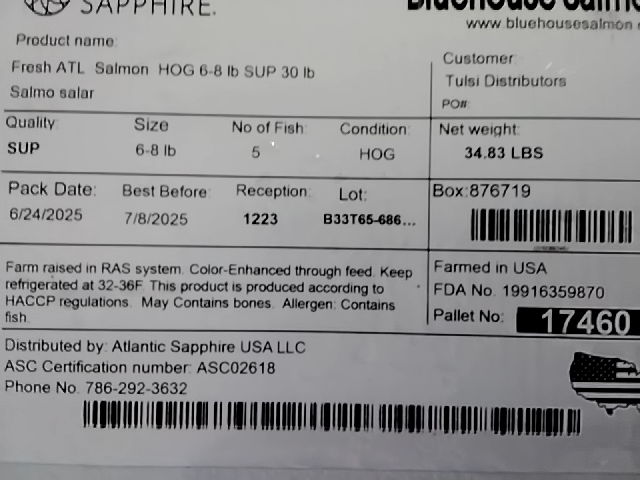 SAPPHIRE.
Bluehouse Salmon
www.bluehousesalmon.
Product name:
Fresh ATL Salmon HOG 6-8 lb SUP 30 lb
Salmo salar
Customer:
Tulsi Distributors
PO#:
Quality:
SUP
Size
6-8 lb
No of Fish:
5
Condition:
HOG
Net weight:
34.83 LBS
Pack Date:
6/24/2025
Best Before:
7/8/2025
Reception:
1223
Lot:
B33T65-686...
Box:876719
Farm raised in RAS system. Color-Enhanced through feed. Keep
refrigerated at 32-36F. This product is produced according to
HACCP regulations. May Contains bones. Allergen: Contains
fish.
Farmed in USA
FDA No. 19916359870
Pallet No: 17460
Distributed by: Atlantic Sapphire USA LLC
ASC Certification number: ASC02618
Phone No. 786-292-3632